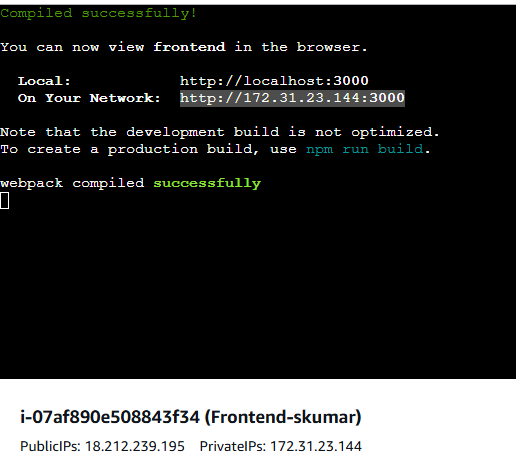 Compiled successfully!
You can now view frontend in the browser.
Local: http://localhost:3000
On Your Network: http://172.31.23.144:3000
Note that the development build is not optimized.
To create a production build, use npm run build.
webpack compiled successfully
i-07af890e508843f34 (Frontend-skumar)
PublicIPs: 18.212.239.195 PrivateIPs: 172.31.23.144